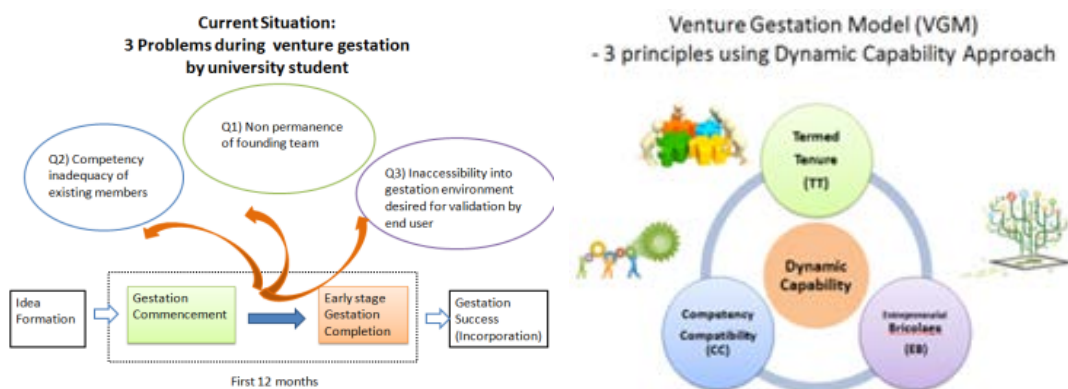 Current Situation:
3 Problems during venture gestation
by university student
Q1) Non permanence
of founding team
Q2) Competency
inadequacy of
existing members
Q3) Inaccessibility into
gestation environment
desired for validation by
end user
Idea
Formation
Gestation
Commencement
Early stage
Gestation
Completion
Gestation
Success
(Incorporation)
First 12 months
Venture Gestation Model (VGM)
- 3 principles using Dynamic Capability Approach
Termed
Tenure
(TT)
Dynamic
Capability
Competency
Compatibility
(CC)
Entrepreneurial
Bricolaes
(EB)